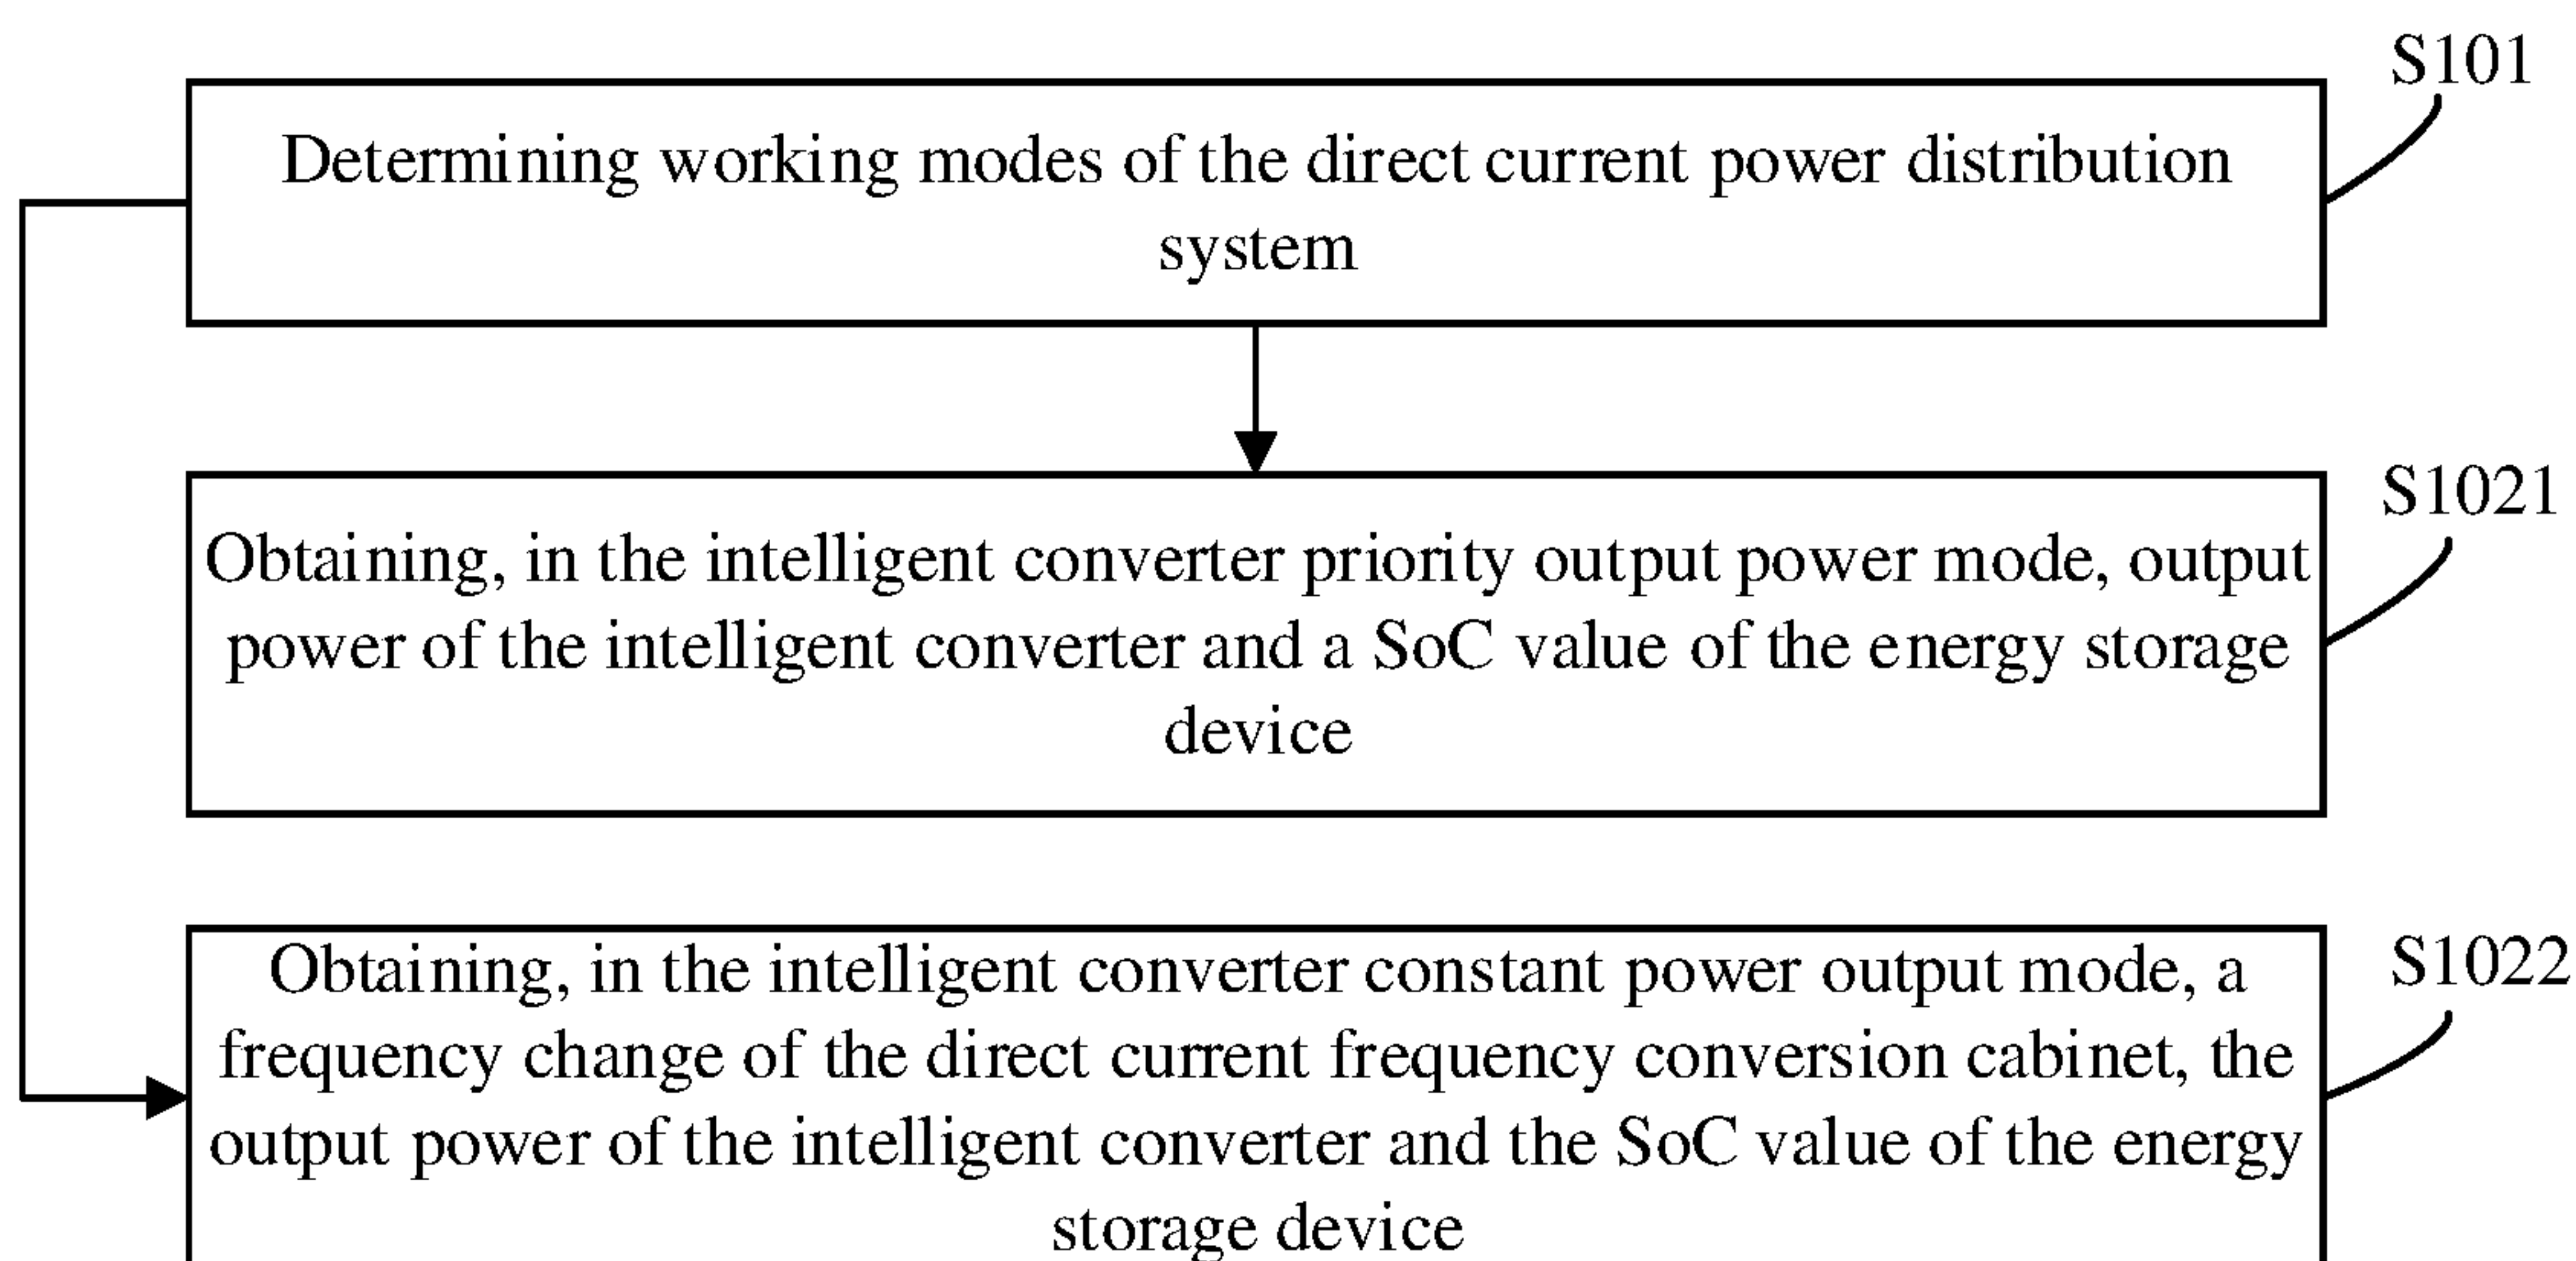 S101
Determining working modes of the direct current power distribution
system
S1021
Obtaining, in the intelligent converter priority output power mode, output
power of the intelligent converter and a SoC value of the energy storage
device
S1022
Obtaining, in the intelligent converter constant power output mode, a
frequency change of the direct current frequency conversion cabinet, the
output power of the intelligent converter and the SoC value of the energy
storage device